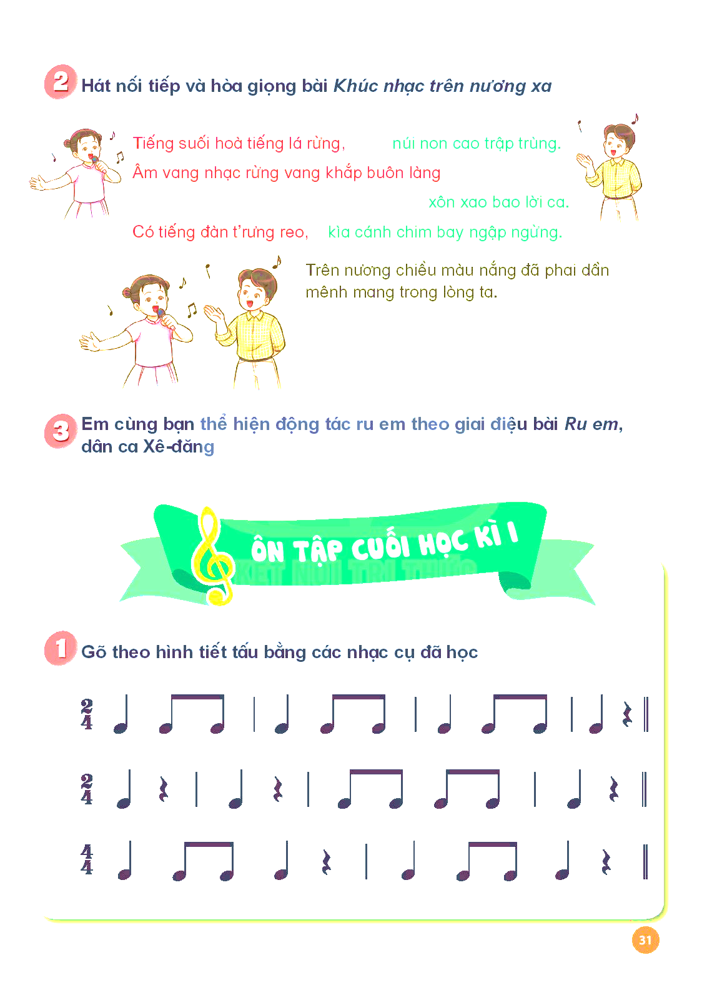 2 Hát nối tiếp và hòa giọng bài Khúc nhạc trên nương xa
Tiếng suối hoà tiếng lá rừng, núi non cao trập trùng.
Âm vang nhạc rừng vang khắp buôn làng
xôn xao bao lời ca.
Có tiếng đàn t'rưng reo, kìa cánh chim bay ngập ngừng.
Trên nương chiều màu nắng đã phai dần
mênh mang trong lòng ta.
3 Em cùng bạn thể hiện động tác ru em theo giai điệu bài Ru em,
dân ca Xê-đăng
ÔN TẬP CUỐI HỌC KÌ I
KẾT NỐI TRI THỨC
1 Gõ theo hình tiết tấu bằng các nhạc cụ đã học
2
4
2
4
4
4
31